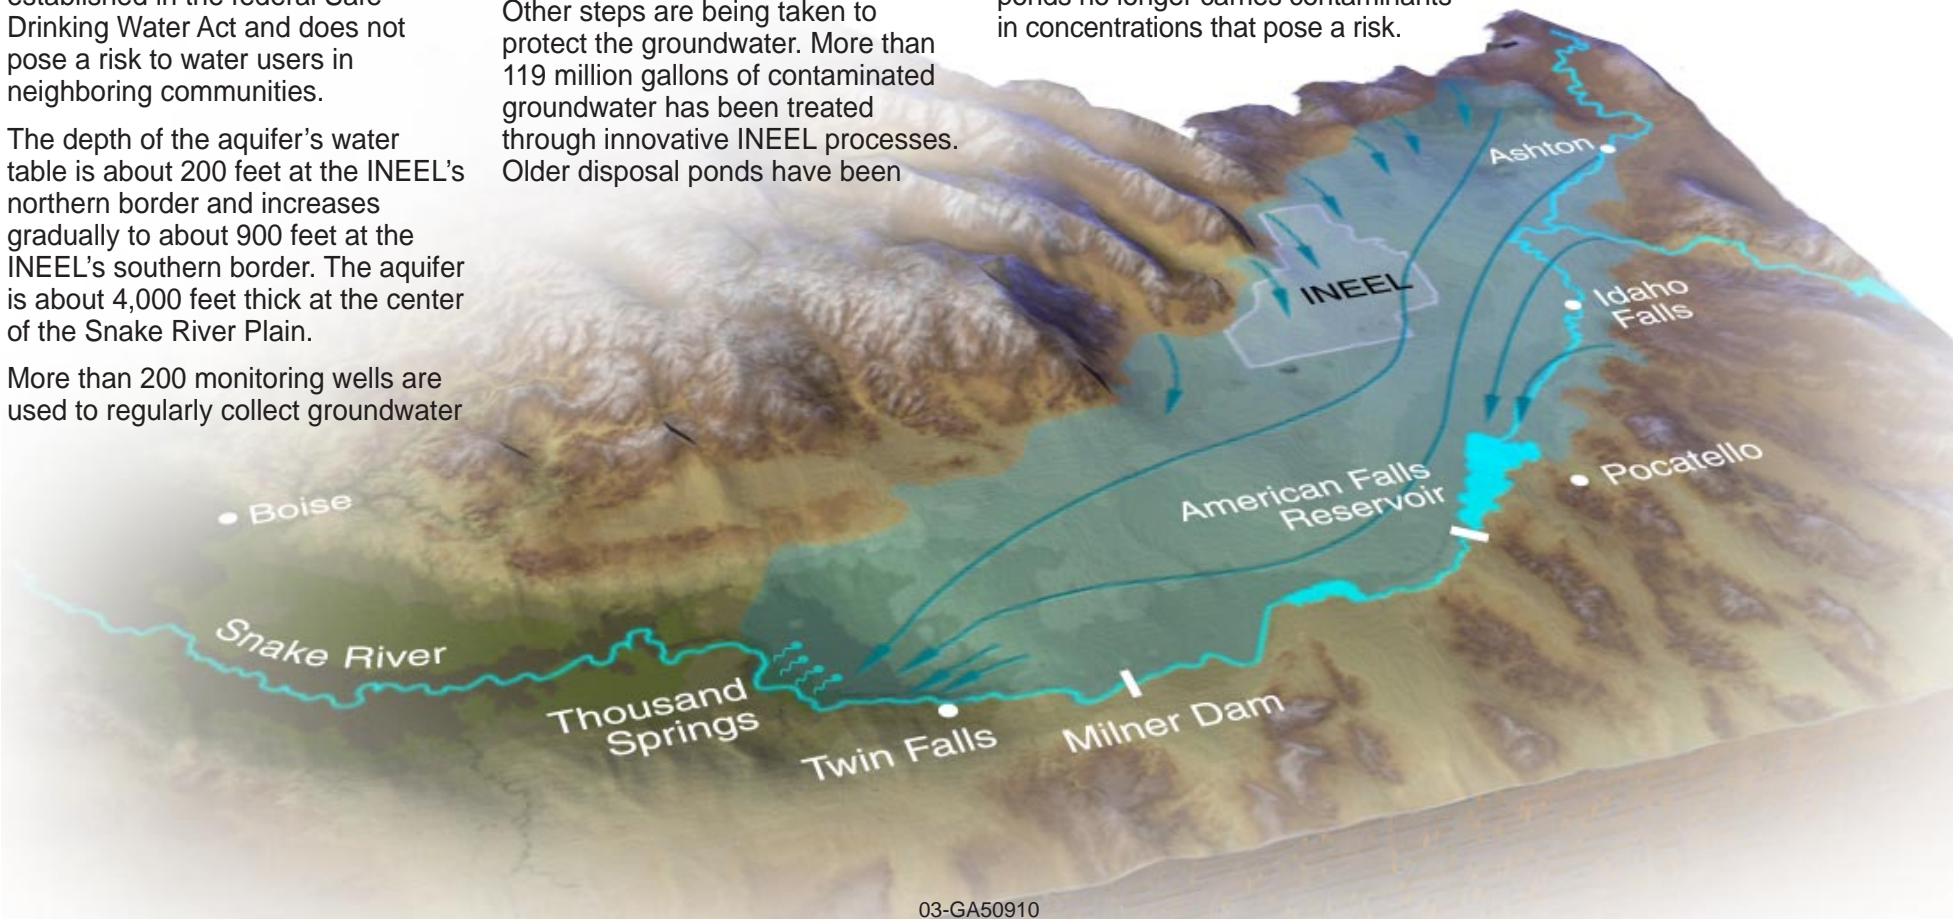 established in the federal Safe
Drinking Water Act and does not
pose a risk to water users in
neighboring communities.
The depth of the aquifer’s water
table is about 200 feet at the INEEL’s
northern border and increases
gradually to about 900 feet at the
INEEL’s southern border. The aquifer
is about 4,000 feet thick at the center
of the Snake River Plain.
More than 200 monitoring wells are
used to regularly collect groundwater
Other steps are being taken to
protect the groundwater. More than
119 million gallons of contaminated
groundwater has been treated
through innovative INEEL processes.
Older disposal ponds have been
ponds no longer carries contaminants
in concentrations that pose a risk.
Ashton
INEEL
Idaho
Falls
American Falls
Reservoir
Pocatello
Boise
Snake River
Thousand
Springs
Twin Falls
Milner Dam
03-GA50910